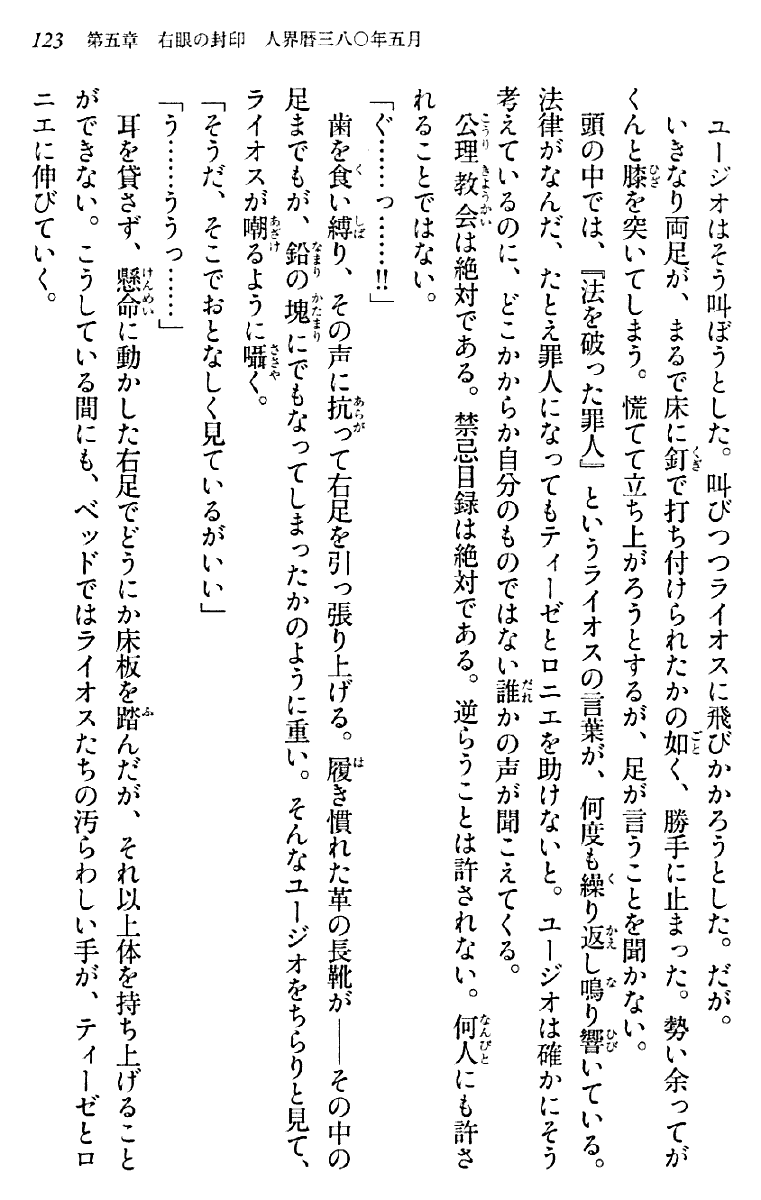 123　第五章　右眼の封印　人界暦三八〇年五月
ユージオはそう叫ぼうとした。叫びつつライオスに飛びかかろうとした。だが。
いきなり両足が、まるで床に釘で打ち付けられたかの如く、勝手に止まった。勢い余ってが
くんと膝を突いてしまう。慌てて立ち上がろうとするが、足が言うことを聞かない。
頭の中では、『法を破った罪人』というライオスの言葉が、何度も繰り返し鳴り響いている。
法律がなんだ、たとえ罪人になってもティーゼとロニエを助けないと。ユージオは確かにそう
考えているのに、どこかからか自分のものではない誰かの声が聞こえてくる。
公理教会は絶対である。禁忌目録は絶対である。逆らうことは許されない。何人にも許さ
れることではない。
「ぐ……っ……!!」
歯を食い縛り、その声に抗って右足を引っ張り上げる。履き慣れた革の長靴が――その中の
足までもが、鉛の塊にでもなってしまったかのように重い。そんなユージオをちらりと見て、
ライオスが嘲るように囁く。
「そうだ、そこでおとなしく見ているがいい」
「う……ううっ……」
耳を貸さず、懸命に動かした右足でどうにか床板を踏んだが、それ以上体を持ち上げること
ができない。こうしている間にも、ベッドではライオスたちの汚らわしい手が、ティーゼとロ
ニエに伸びていく。